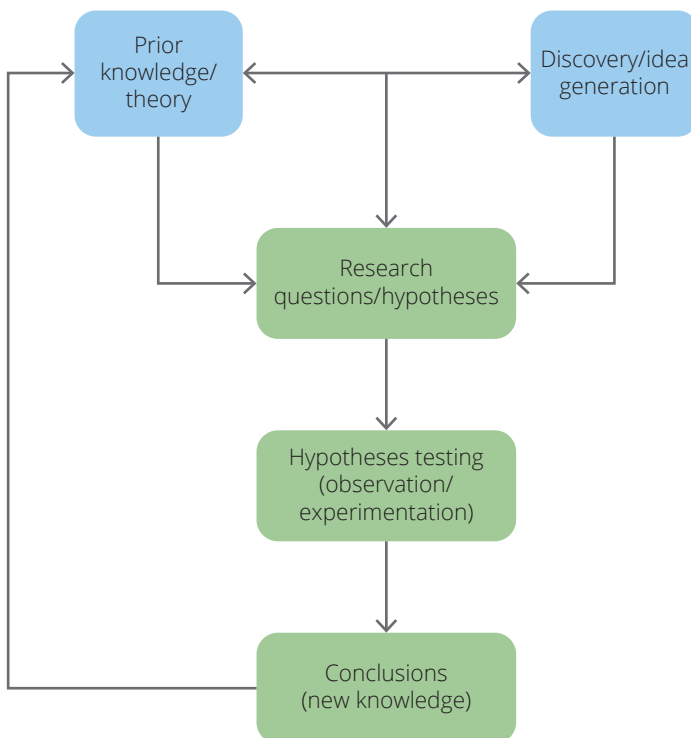 Prior
knowledge/
theory
Discovery/idea
generation
Research
questions/hypotheses
Hypotheses testing
(observation/
experimentation)
Conclusions
(new knowledge)